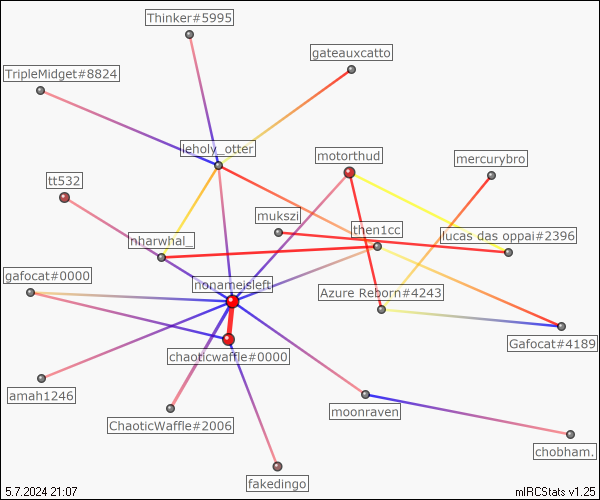 Thinker#5995
gateauxcatto
TripleMidget#8824
leholy_otter
motorthud
mercurybro
tt532
mukszi
then1cc
lucas das oppai#2396
nharwhal_
gafocat#0000
nonameisleft
Azure Reborn#4243
Gafocat#4189
chaoticwaffle#0000
amah1246
ChaoticWaffle#2006
moonraven
chobham.
fakedingo
5.7.2024 21:07
mIRCStats v1.25